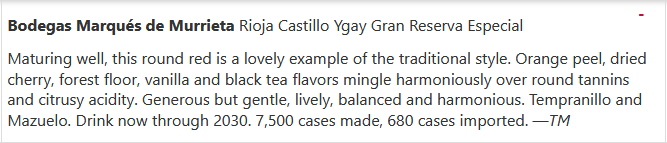 Bodegas Marqués de Murrieta Rioja Castillo Ygay Gran Reserva Especial
Maturing well, this round red is a lovely example of the traditional style. Orange peel, dried
cherry, forest floor, vanilla and black tea flavors mingle harmoniously over round tannins
and citrusy acidity. Generous but gentle, lively, balanced and harmonious. Tempranillo and
Mazuelo. Drink now through 2030. 7,500 cases made, 680 cases imported. —TM